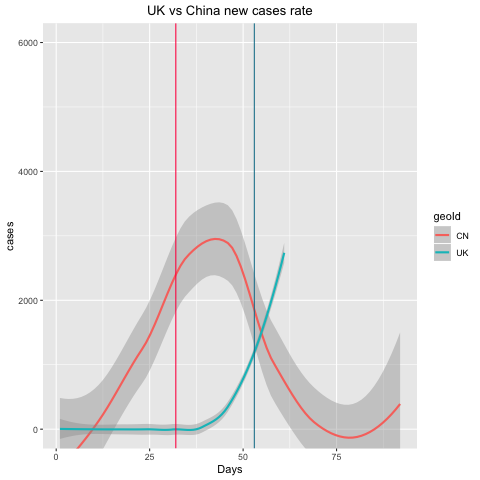 UK vs China new cases rate
6000
4000
2000
0
cases
0 25 50 75
Days
geoId
CN
UK